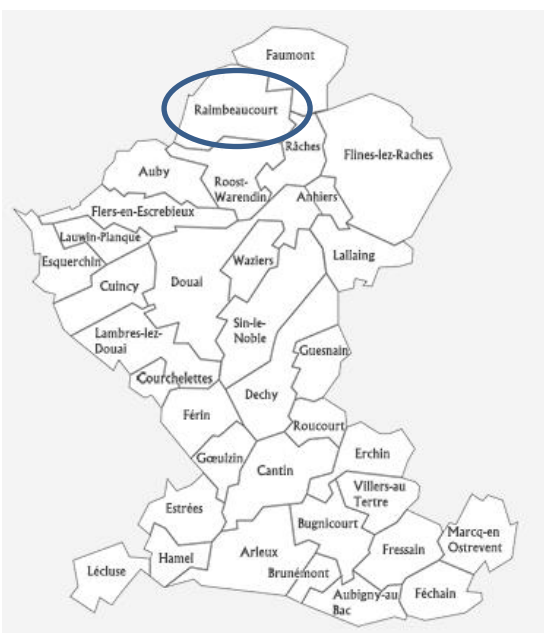 Faumont
Raimbeaucourt
Râches
Flines-lez-Raches
Auby
Roost-
Warendin
Anhiers
Flers-en-Escrebieux
Lauwin-Planque
Esquerchin
Waziers
Lallaing
Cuincy
Douai
Sin-le-
Noble
Lambres-lez-
Douai
Guesnain
Courchelettes
Dechy
Férin
Roucourt
Gœulzin
Cantin
Erchin
Villers-au
Tertre
Estrées
Bugnicourt
Marcq-en
Ostrevent
Hamel
Arleux
Fressain
Lécluse
Brunémont
Aubigny-au
Bac
Féchain